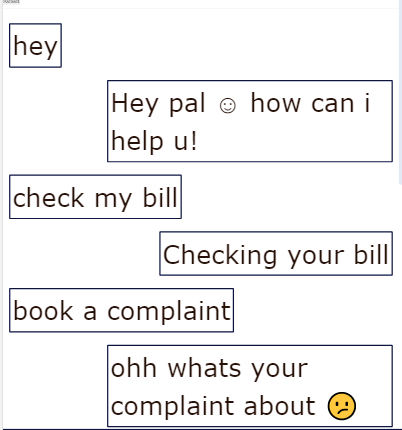 hey
Hey pal ☺ how can i
help u!
check my bill
Checking your bill
book a complaint
ohh whats your
complaint about 😕